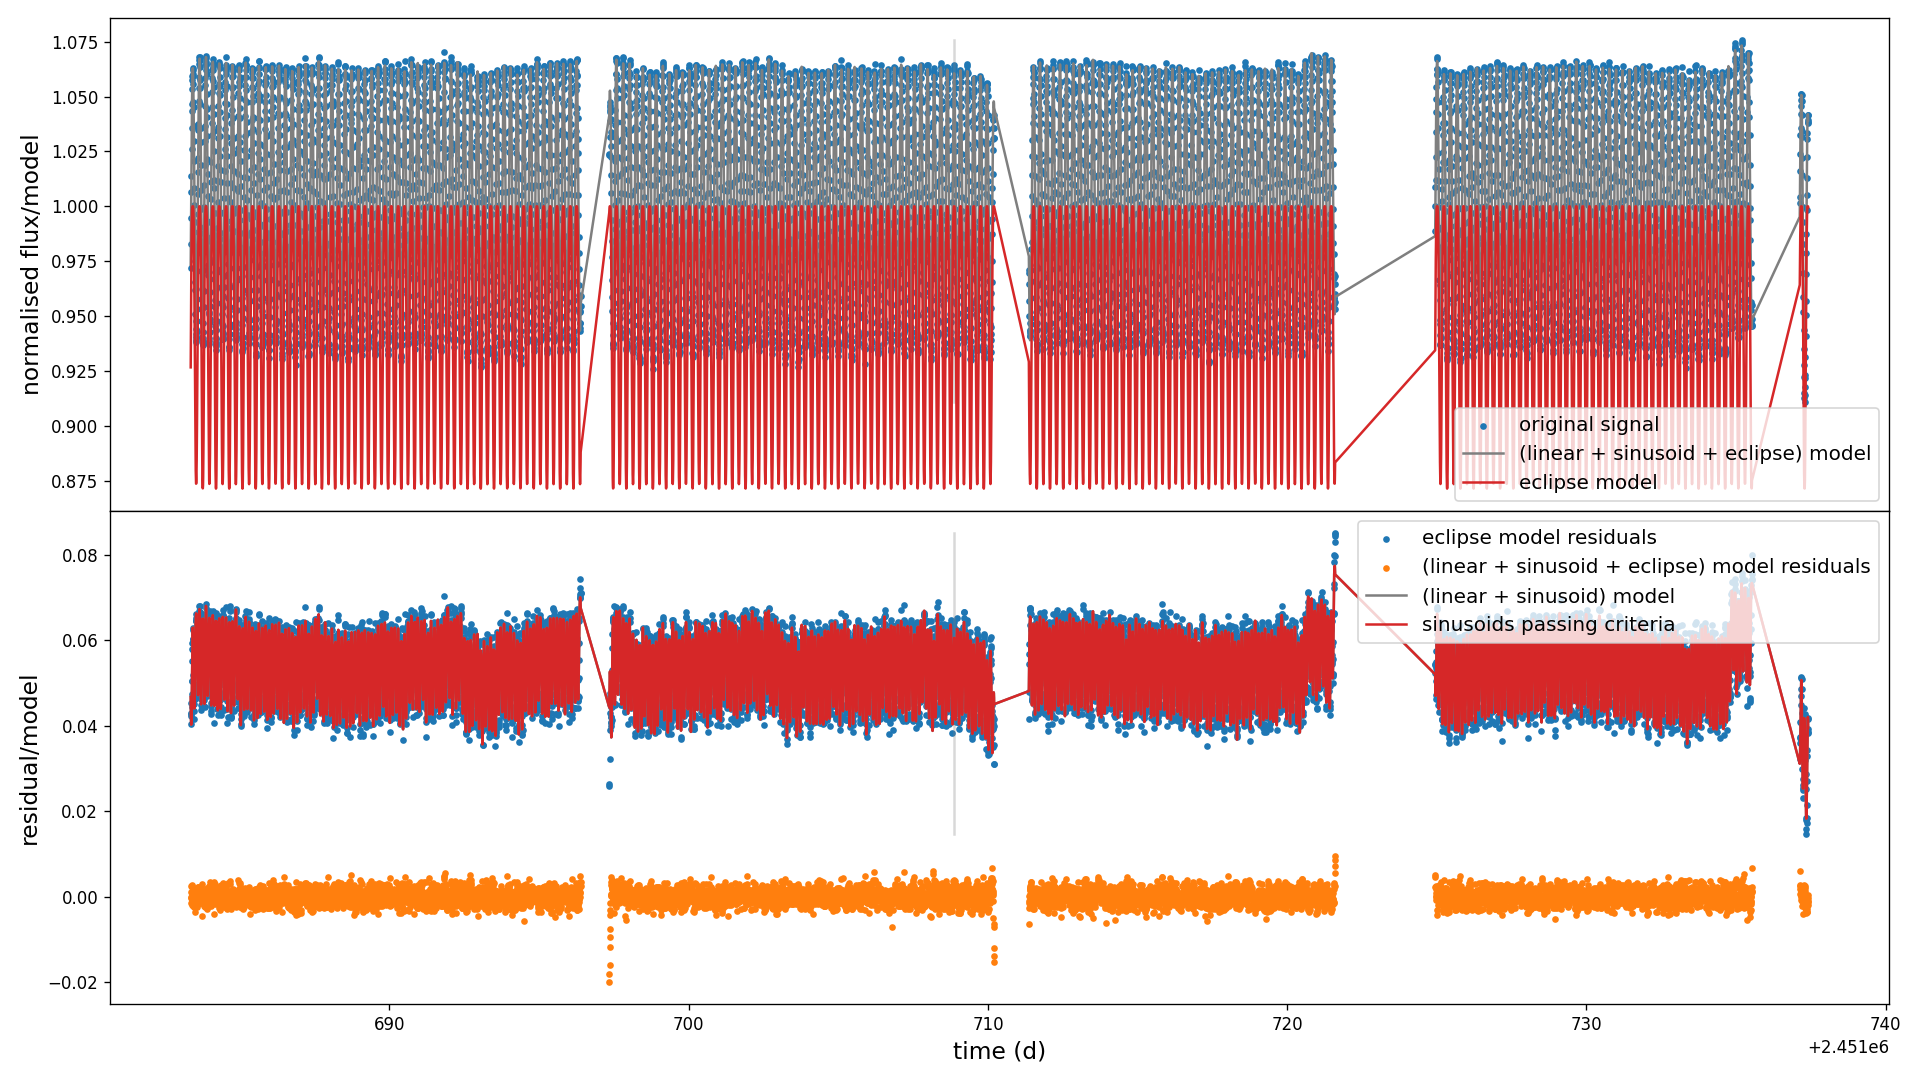 normalised flux/model
1.075
1.050
1.025
1.000
0.975
0.950
0.925
0.900
0.875
original signal
(linear + sinusoid + eclipse) model
eclipse model
residual/model
0.08
0.06
0.04
0.02
0.00
−0.02
eclipse model residuals
(linear + sinusoid + eclipse) model residuals
(linear + sinusoid) model
sinusoids passing criteria
690
700
710
720
730
740
time (d)
+2.451e6